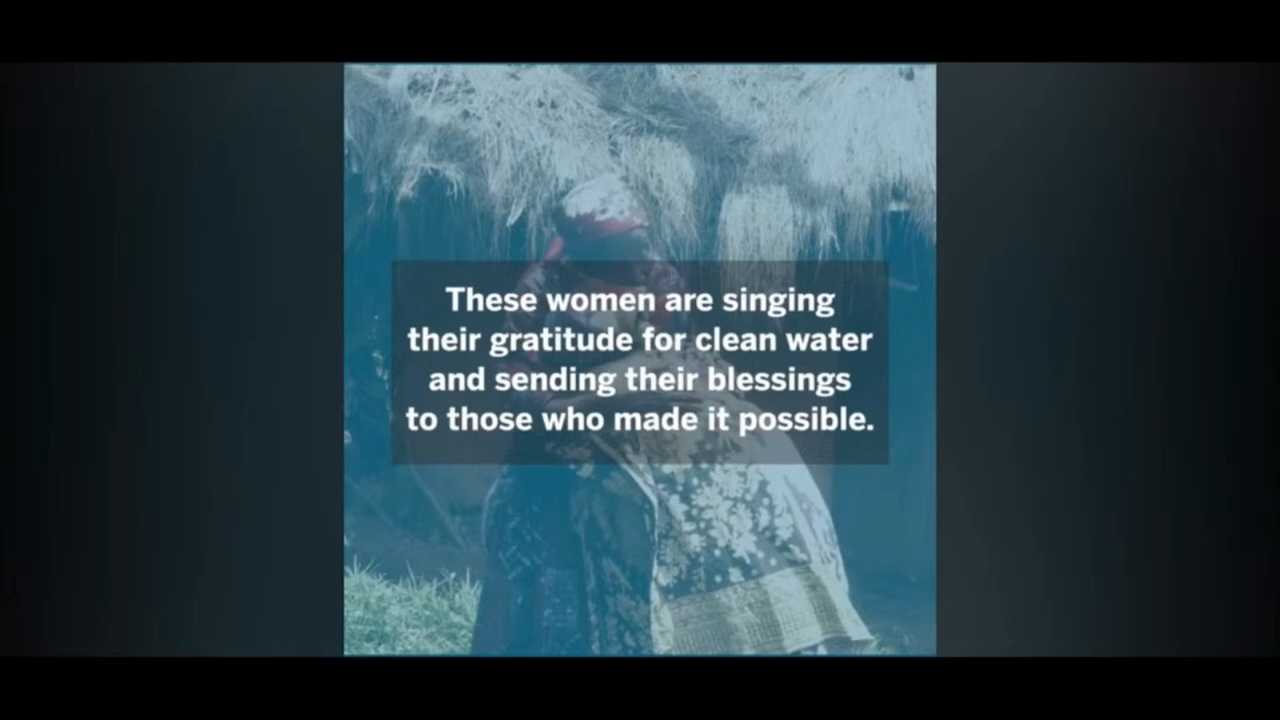 These women are singing
their gratitude for clean water
and sending their blessings
to those who made it possible.